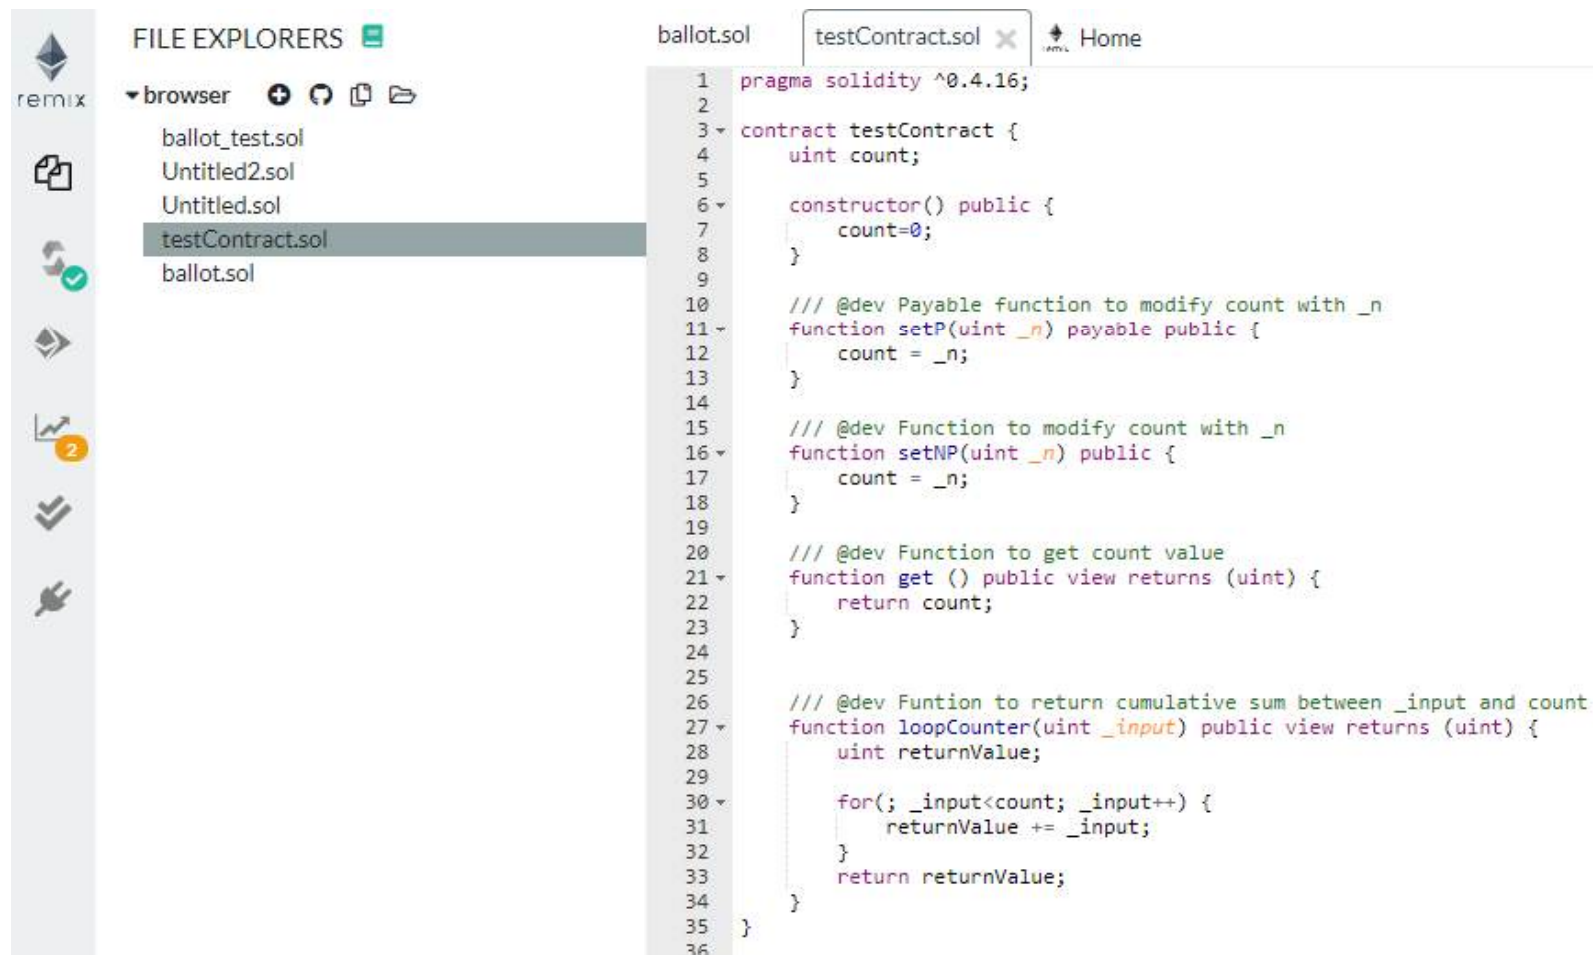 remix
FILE EXPLORERS
browser
ballot_test.sol
Untitled2.sol
Untitled.sol
testContract.sol
ballot.sol
2
ballot.sol
testContract.sol
remix Home
1 pragma solidity ^0.4.16;
2
3 contract testContract {
4 uint count;
5
6 constructor() public {
7 count=0;
8 }
9
10 /// @dev Payable function to modify count with _n
11 function setP(uint _n) payable public {
12 count = _n;
13 }
14
15 /// @dev Function to modify count with _n
16 function setNP(uint _n) public {
17 count = _n;
18 }
19
20 /// @dev Function to get count value
21 function get () public view returns (uint) {
22 return count;
23 }
24
25
26 /// @dev Funtion to return cumulative sum between _input and count
27 function loopCounter(uint _input) public view returns (uint) {
28 uint returnValue;
29
30 for(; _input<count; _input++) {
31 returnValue += _input;
32 }
33 return returnValue;
34 }
35 }
36